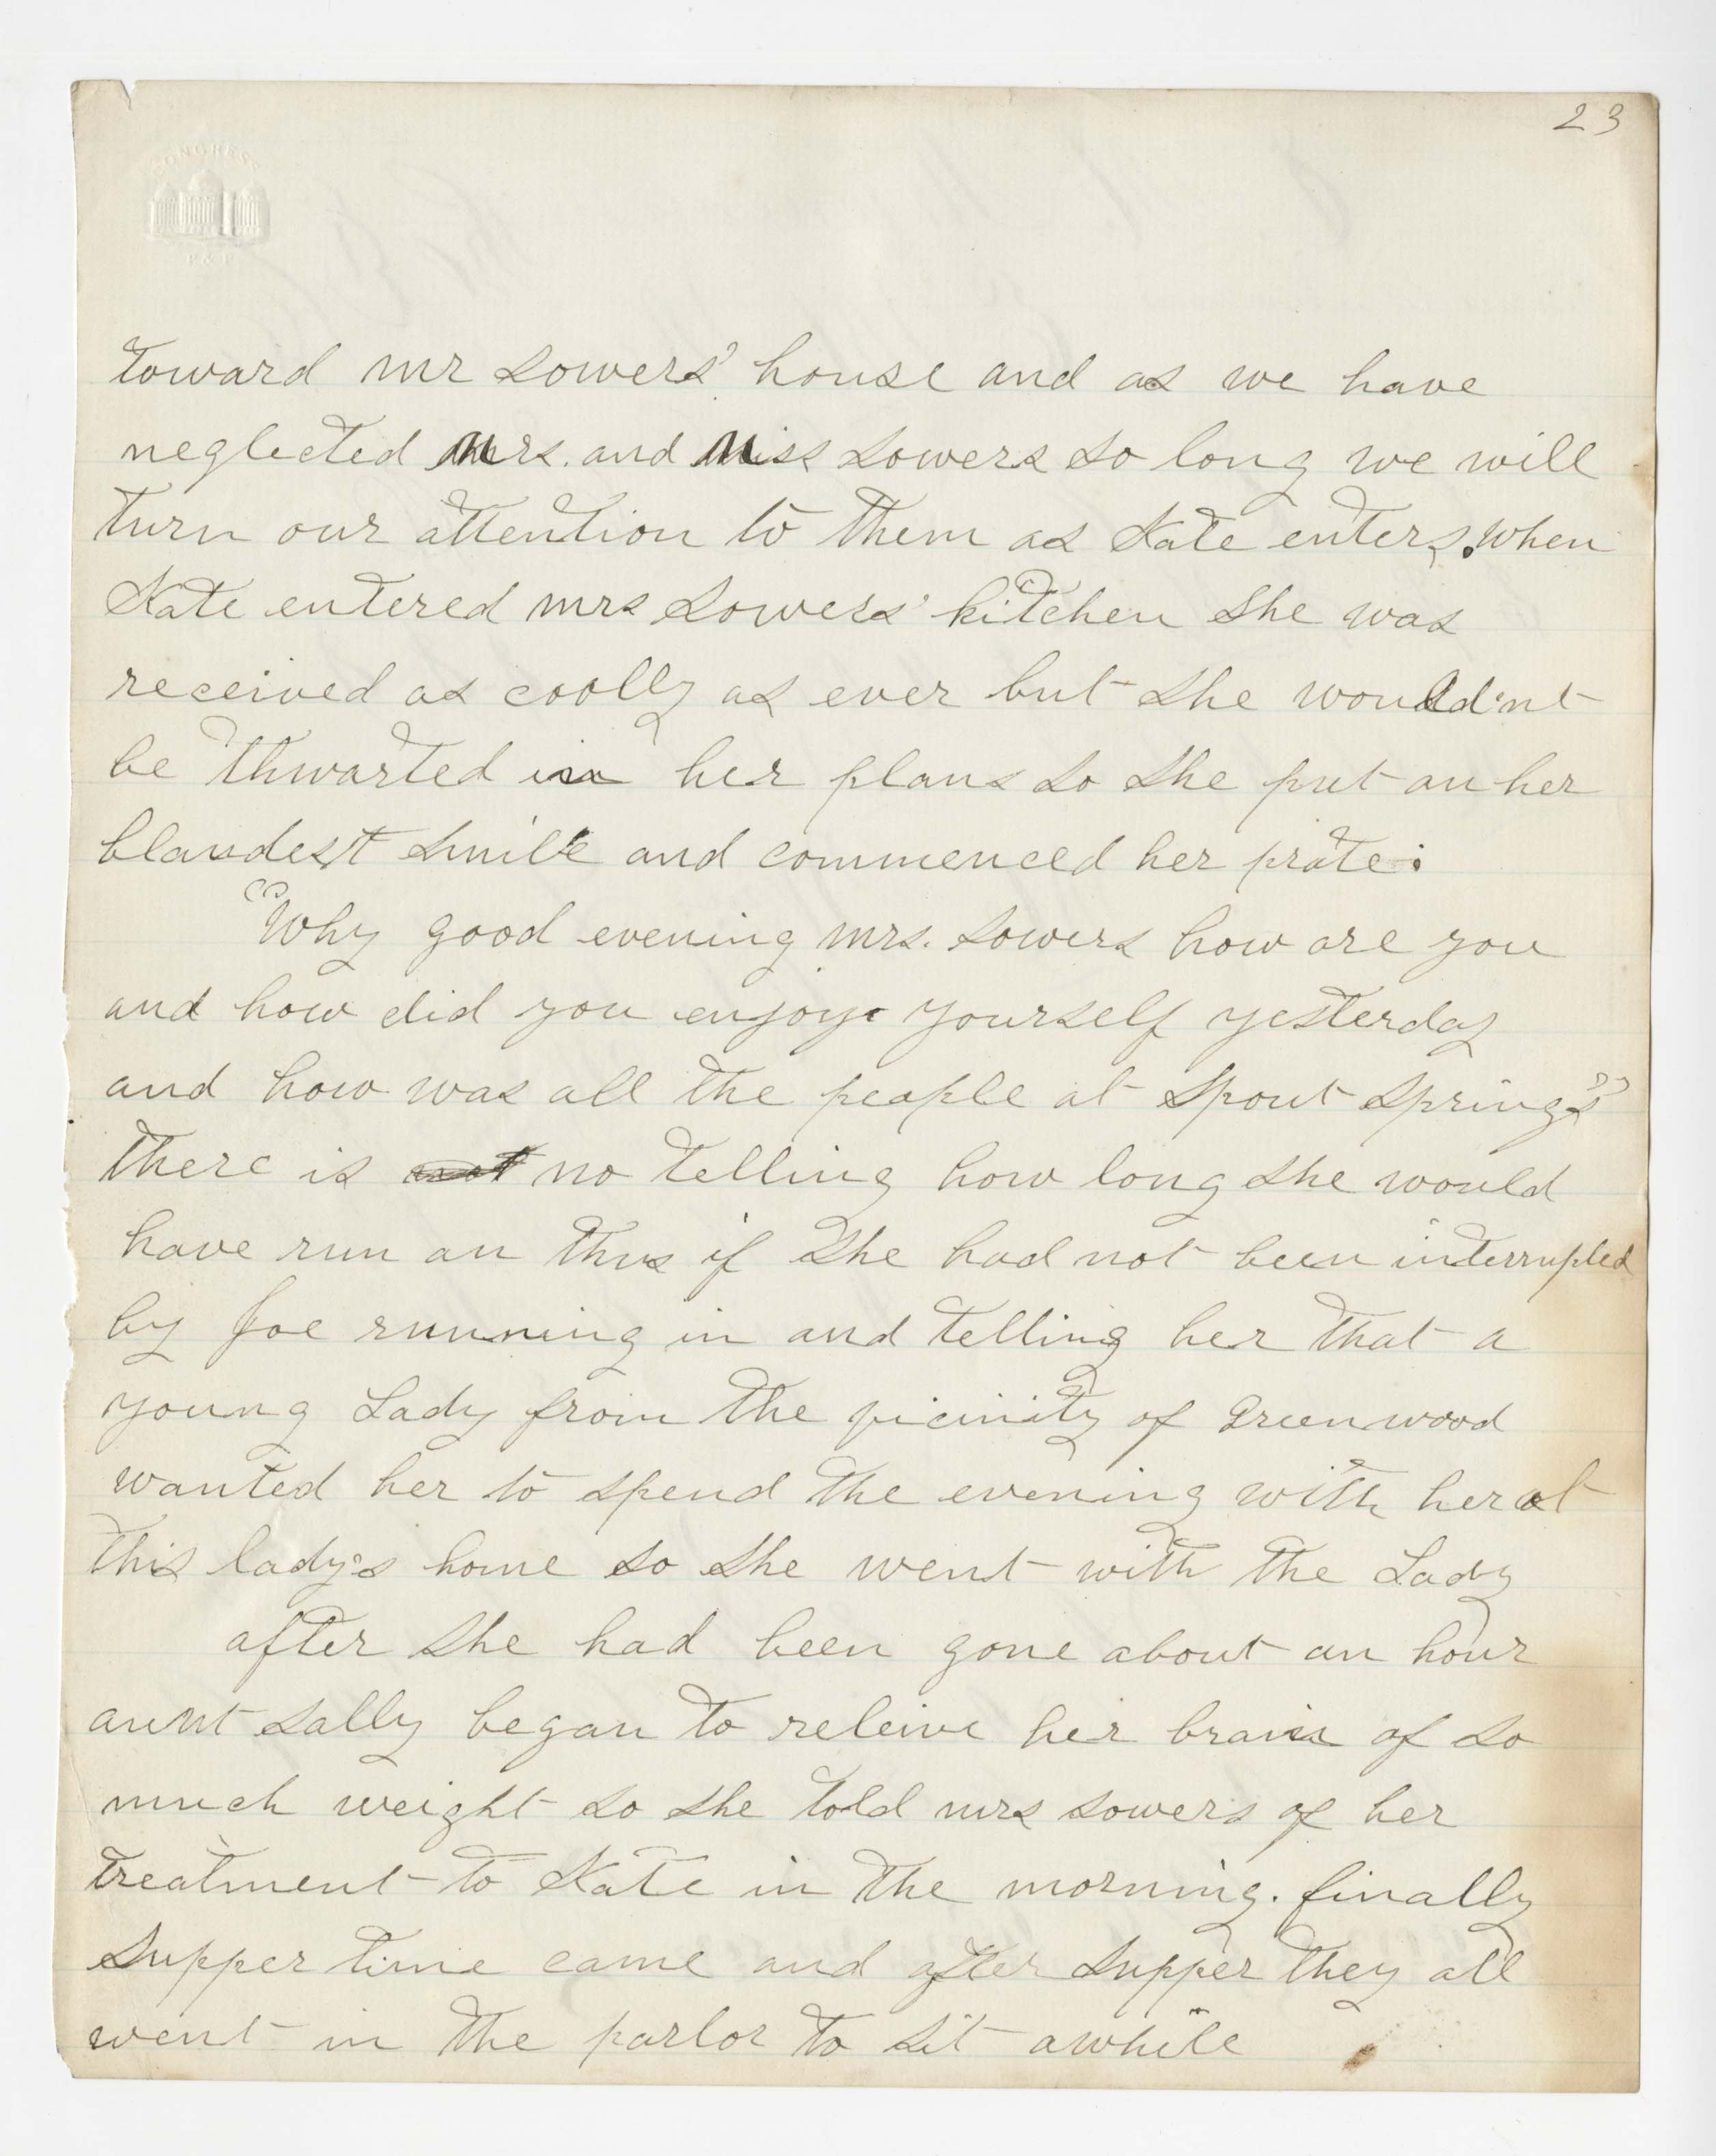 23
CONGRESS
P & P
toward mr Sowers' house and as we have
neglected Mrs. and Miss Sowers so long we will
turn our attention to them as Kate enters. When
Kate entered mrs Sowers' kitchen she was
received as coolly as ever but she would'nt
be thwarted in her plans so she put on her
blandest smile and commenced her prate:
"Why good evening mrs. Sowers how are you
and how did you enjoy yourself yesterday
and how was all the people at Spout Springs"
there is not no telling how long she would
have run on thus if she had not been interrupted
by Joe running in and telling her that a
young Lady from the vicinity of Greenwood
wanted her to spend the evening with her at
this lady's home so she went with the Lady
after she had been gone about an hour
aunt Sally began to releive her brain of so
much weight so she told mrs Sowers of her
treatment to Kate in the morning. finally
supper time came and after supper they all
went in the parlor to sit awhile